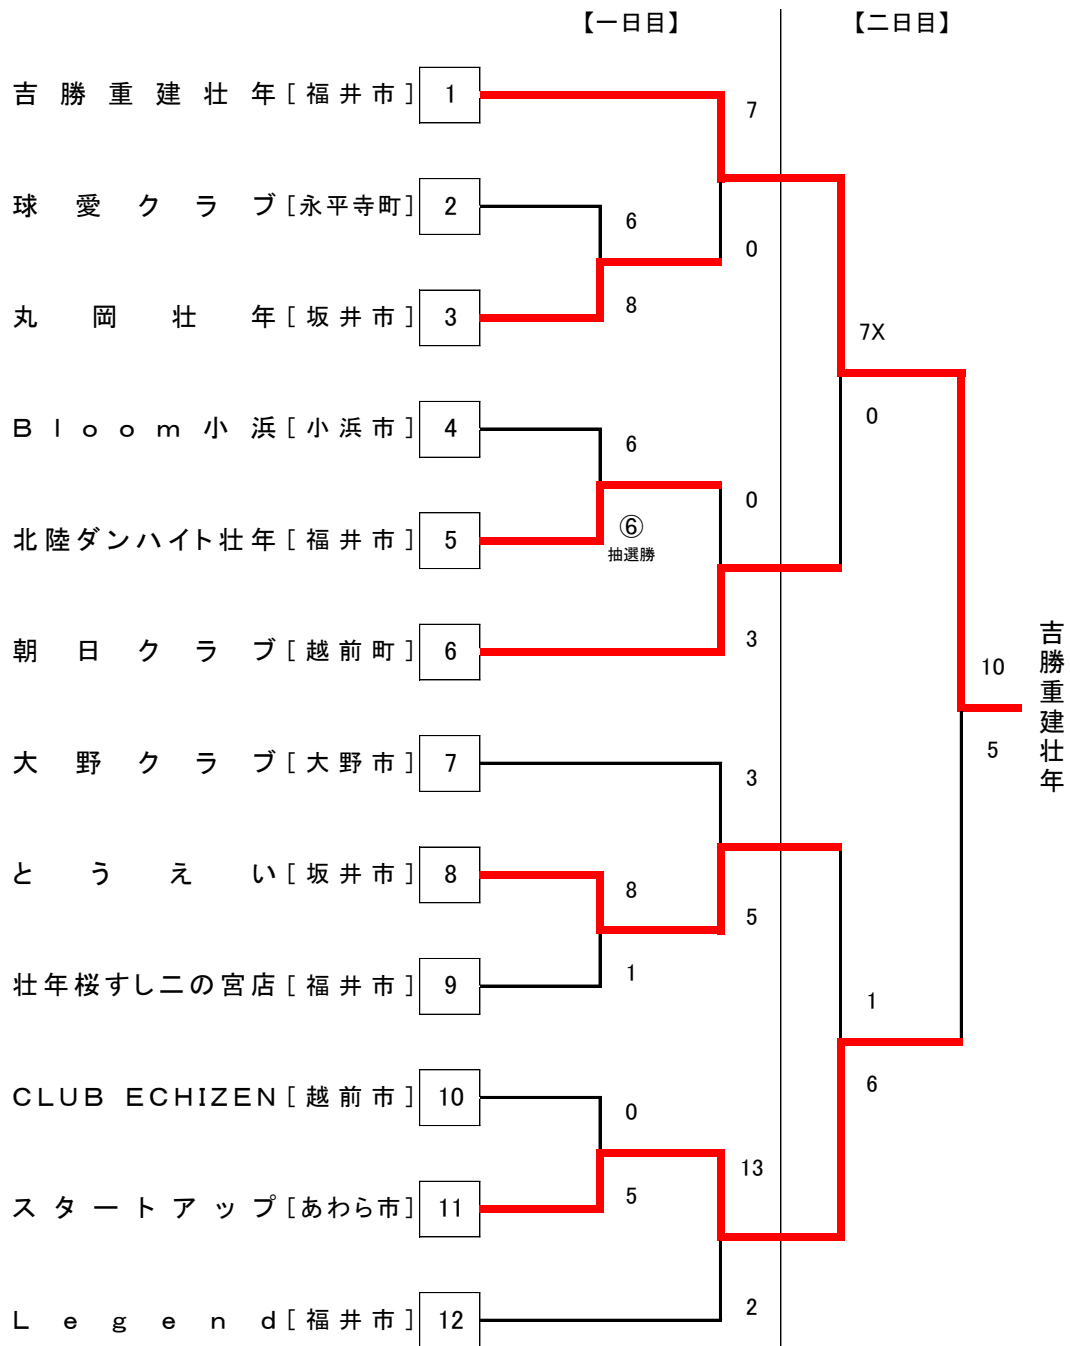 【一日目】 【二日目】
吉勝重建壮年 [福井市] 1
7
球愛クラブ [永平寺町] 2
6
0
丸岡壮年 [坂井市] 3
8
7X
0
Bloom小浜 [小浜市] 4
6
0
北陸ダンハイト壮年 [福井市] 5
⑥
抽選勝
朝日クラブ [越前町] 6
3
10
吉勝重建壮年
5
大野クラブ [大野市] 7
3
とうえい [坂井市] 8
8
5
壮年桜すし二の宮店 [福井市] 9
1
1
6
CLUB ECHIZEN [越前市] 10
0
13
スタートアップ [あわら市] 11
5
Legend [福井市] 12
2